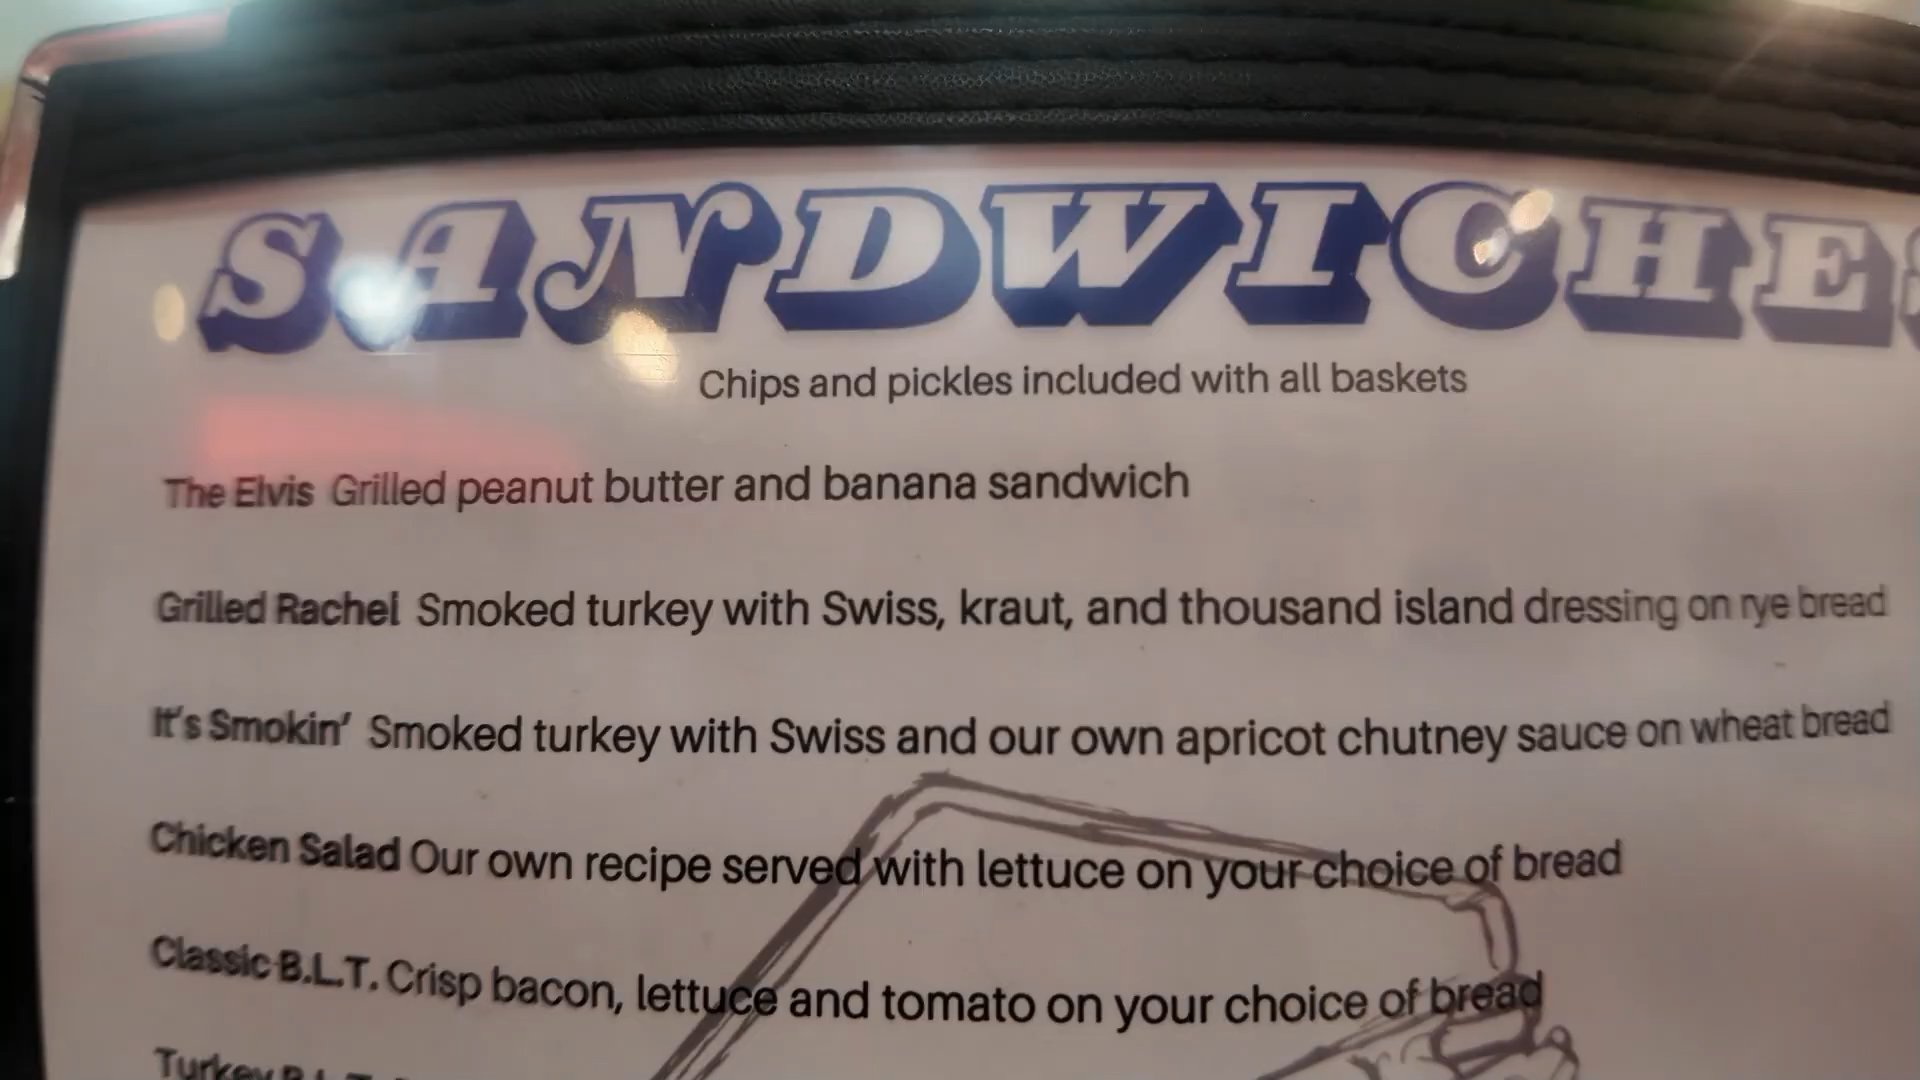 SANDWICHES
Chips and pickles included with all baskets
The Elvis Grilled peanut butter and banana sandwich
Grilled Rachel Smoked turkey with Swiss, kraut, and thousand island dressing on rye bread
It's Smokin' Smoked turkey with Swiss and our own apricot chutney sauce on wheat bread
Chicken Salad Our own recipe served with lettuce on your choice of bread
Classic B.L.T. Crisp bacon, lettuce and tomato on your choice of bread
Turkey B.L.T.